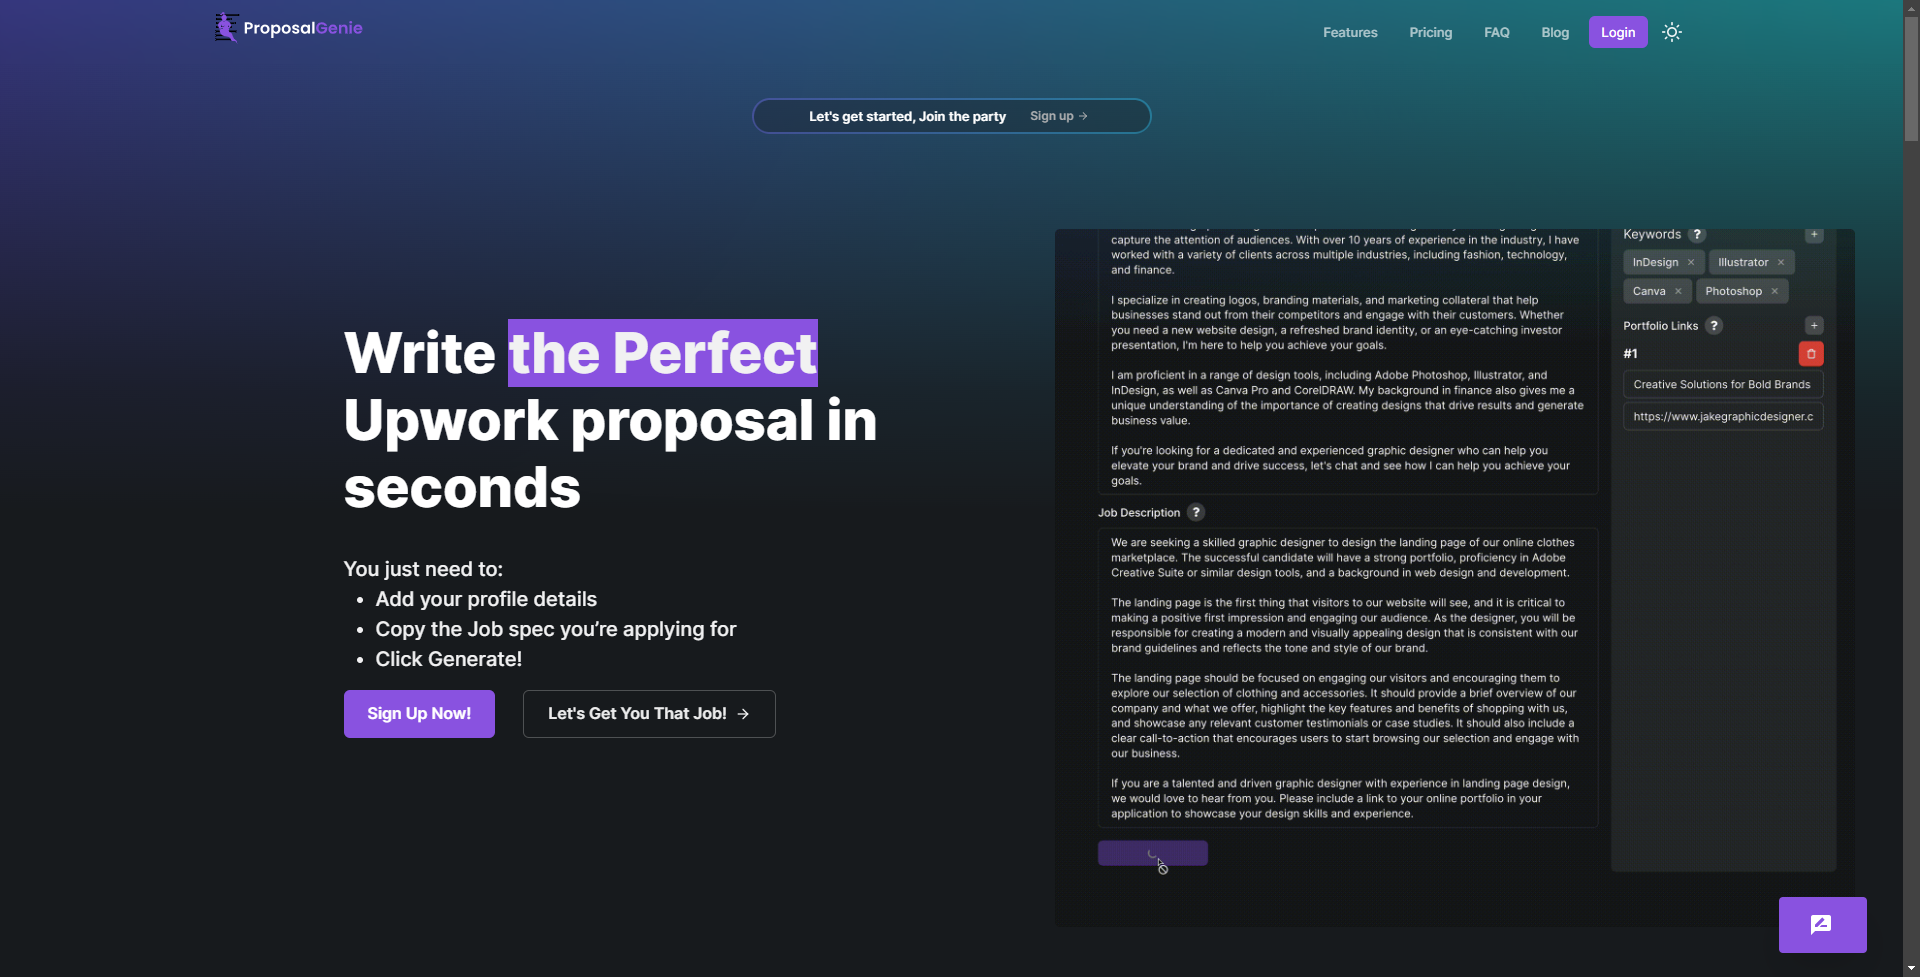 ProposalGenie
Features
Pricing
FAQ
Blog
Login
Let's get started, Join the party
Sign up →
Write the Perfect
Upwork proposal in
seconds
You just need to:
• Add your profile details
• Copy the Job spec you're applying for
• Click Generate!
Sign Up Now!
Let's Get You That Job! →
capture the attention of audiences. With over 10 years of experience in the industry, I have
worked with a variety of clients across multiple industries, including fashion, technology,
and finance.
I specialize in creating logos, branding materials, and marketing collateral that help
businesses stand out from their competitors and engage with their customers. Whether
you need a new website design, a refreshed brand identity, or an eye-catching investor
presentation, I'm here to help you achieve your goals.
I am proficient in a range of design tools, including Adobe Photoshop, Illustrator, and
InDesign, as well as Canva Pro and CorelDRAW. My background in finance also gives me a
unique understanding of the importance of creating designs that drive results and generate
business value.
If you're looking for a dedicated and experienced graphic designer who can help you
elevate your brand and drive success, let's chat and see how I can help you achieve your
goals.
Job Description ?
We are seeking a skilled graphic designer to design the landing page of our online clothes
marketplace. The successful candidate will have a strong portfolio, proficiency in Adobe
Creative Suite or similar design tools, and a background in web design and development.
The landing page is the first thing that visitors to our website will see, and it is critical to
making a positive first impression and engaging our audience. As the designer, you will be
responsible for creating a modern and visually appealing design that is consistent with our
brand guidelines and reflects the tone and style of our brand.
The landing page should be focused on engaging our visitors and encouraging them to
explore our selection of clothing and accessories. It should provide a brief overview of our
company and what we offer, highlight the key features and benefits of shopping with us,
and showcase any relevant customer testimonials or case studies. It should also include a
clear call-to-action that encourages users to start browsing our selection and engage with
our business.
If you are a talented and driven graphic designer with experience in landing page design,
we would love to hear from you. Please include a link to your online portfolio in your
application to showcase your design skills and experience.
Keywords ? +
InDesign × Illustrator ×
Canva × Photoshop ×
Portfolio Links ? +
#1
Creative Solutions for Bold Brands
https://www.jakegraphicdesigner.c